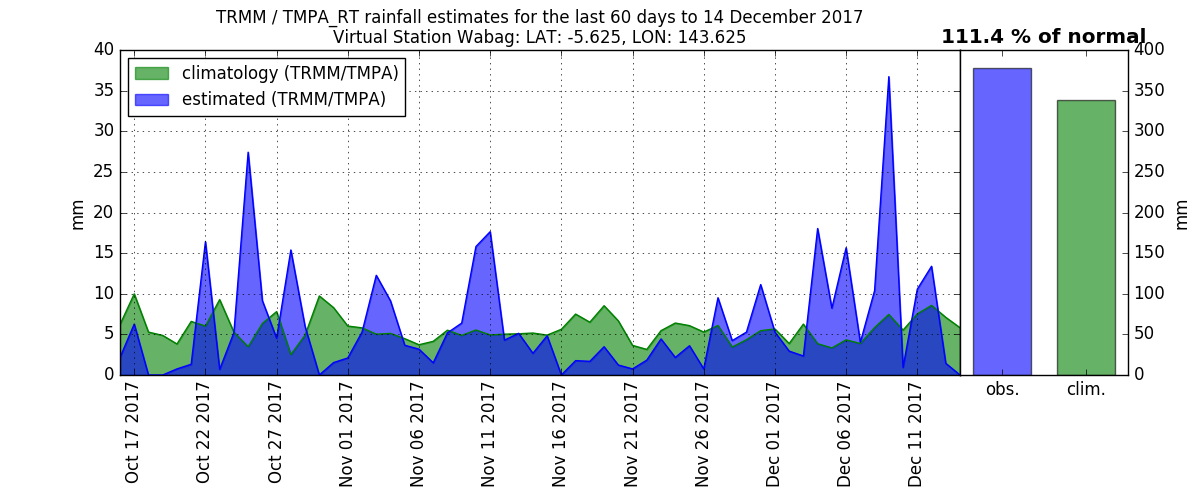 TRMM / TMPA_RT rainfall estimates for the last 60 days to 14 December 2017
Virtual Station Wabag: LAT: -5.625, LON: 143.625
111.4 % of normal
climatology (TRMM/TMPA)
estimated (TRMM/TMPA)
40
35
30
25
20
15
10
5
0
mm
400
350
300
250
200
150
100
50
0
mm
Oct 17 2017
Oct 22 2017
Oct 27 2017
Nov 01 2017
Nov 06 2017
Nov 11 2017
Nov 16 2017
Nov 21 2017
Nov 26 2017
Dec 01 2017
Dec 06 2017
Dec 11 2017
obs.
clim.